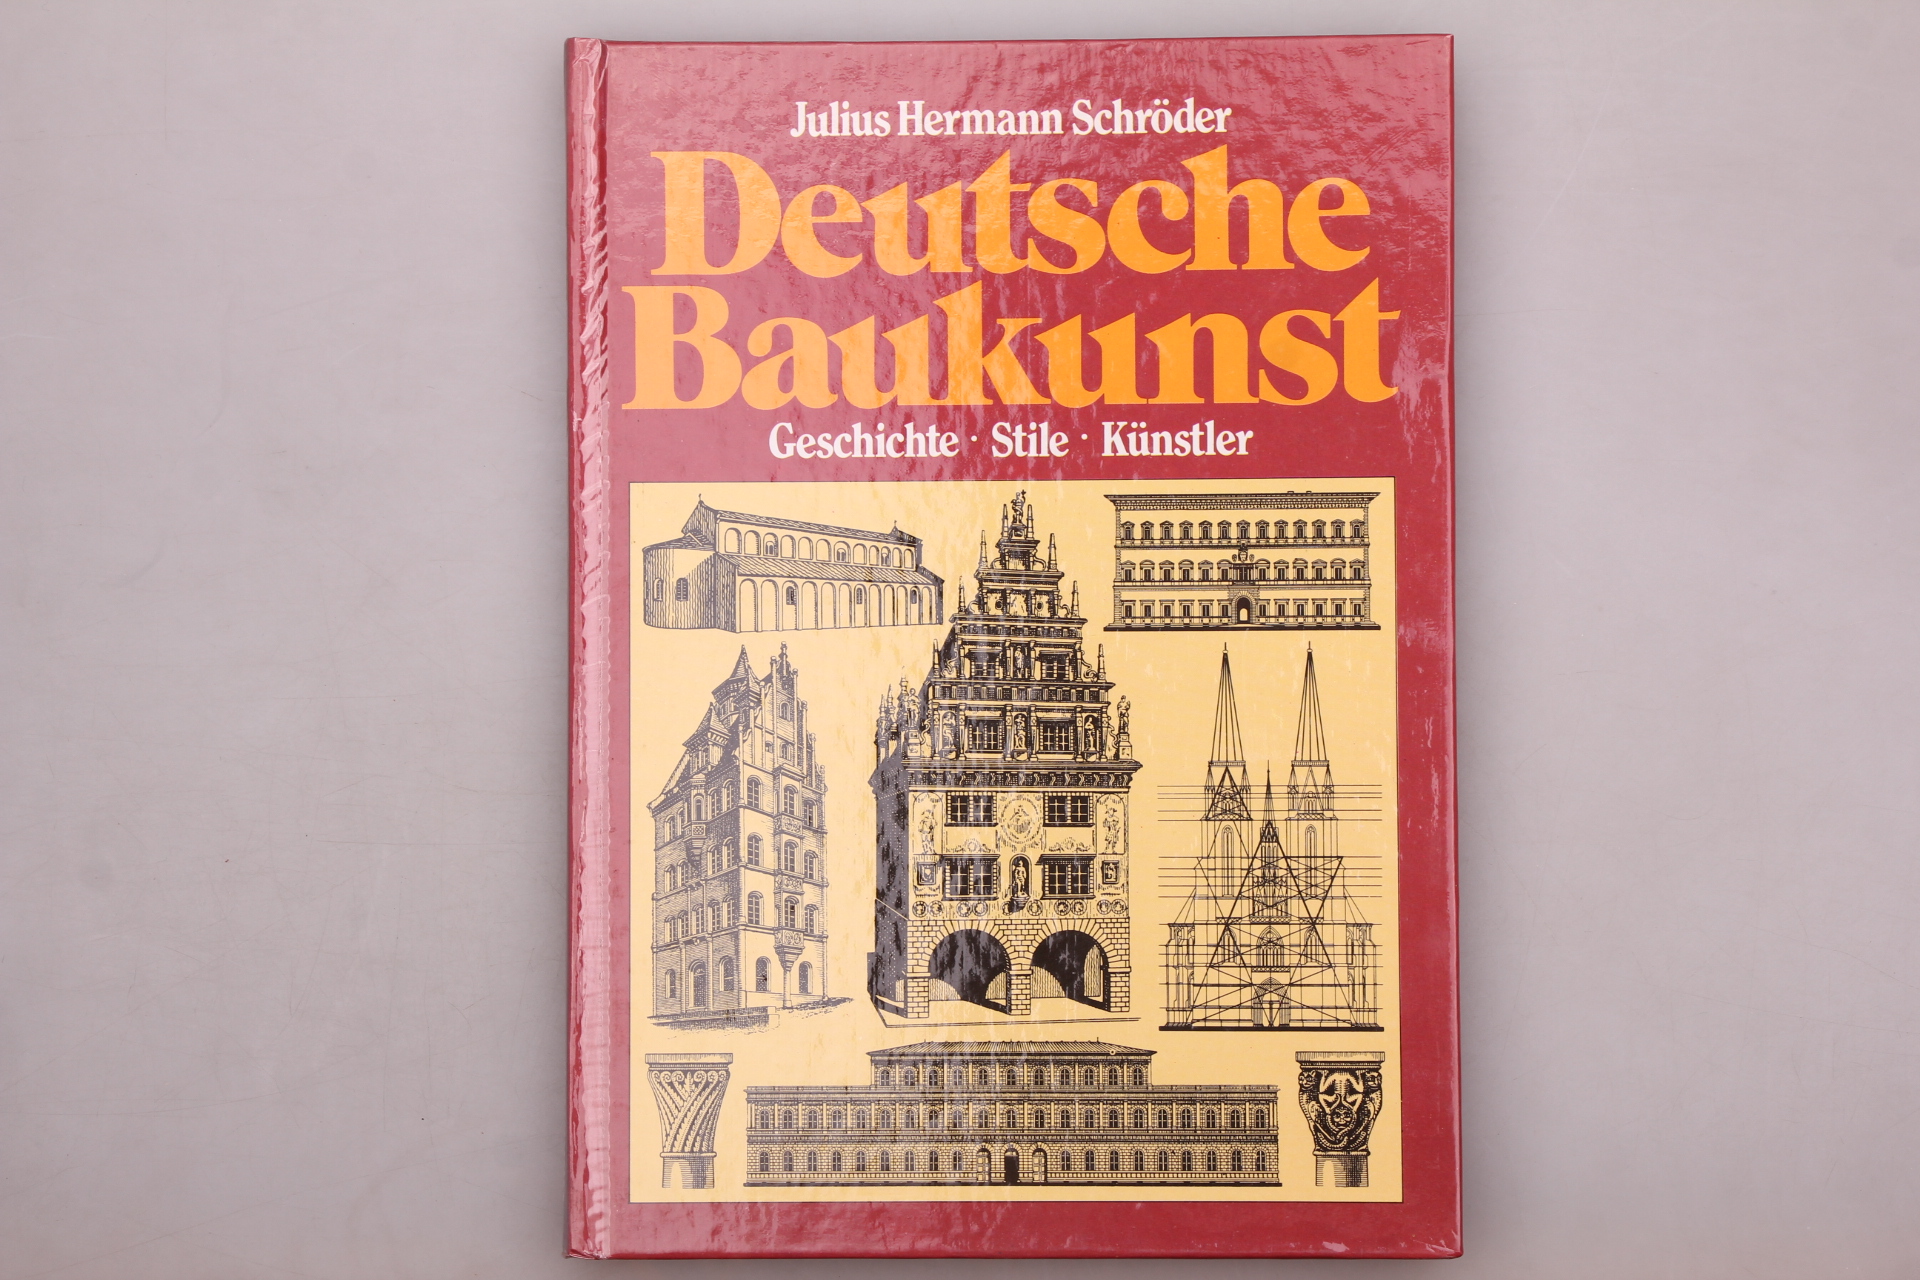 Julius Hermann Schröder
Deutsche
Baukunst
Geschichte · Stile · Künstler